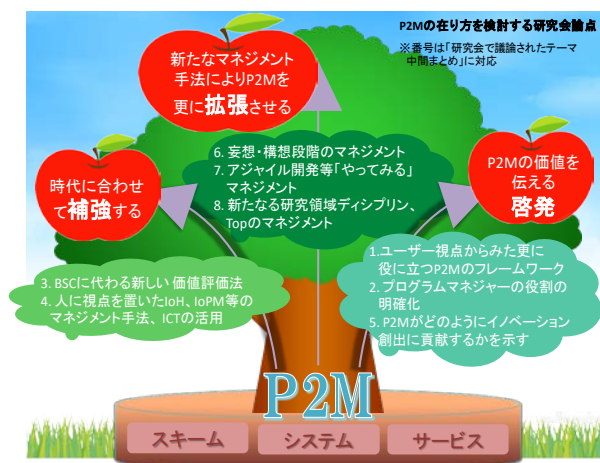 P2Mの在り方を検討する研究会論点
※番号は「研究会で議論されたテーマ
中間まとめ」に対応
新たなマネジメント
手法によりP2Mを
更に拡張させる
6. 妄想・構想段階のマネジメント
7. アジャイル開発等「やってみる」
マネジメント
8. 新たなる研究領域ディシプリン、
Topのマネジメント
時代に合わせ
て補強する
P2Mの価値を
伝える
啓発
3. BSCに代わる新しい 価値評価法
4. 人に視点を置いたIoH、IoPM等の
マネジメント手法、ICTの活用
1.ユーザー視点からみた更に
役に立つP2Mのフレームワーク
2. プログラムマネジャーの役割の
明確化
5. P2Mがどのようにイノベーション
創出に貢献するかを示す
P2M
スキーム
システム
サービス